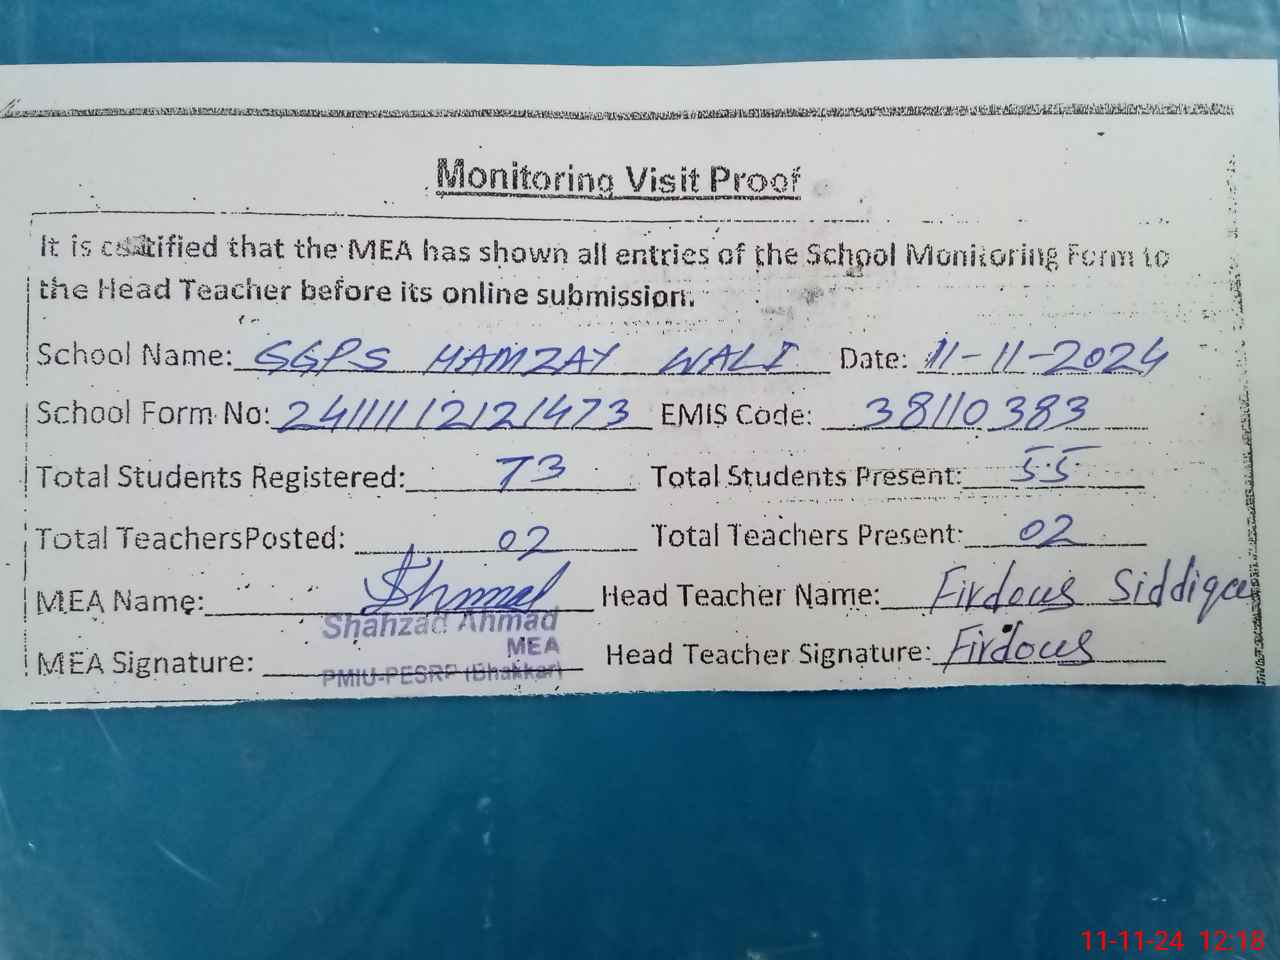 Monitoring Visit Proof
It is certified that the MEA has shown all entries of the School Monitoring Form to
the Head Teacher before its online submission.
School Name: GGPS HAMZAY WALI Date: 11-11-2024
School Form No: EMIS Code: 38110383
Total Students Registered: 73 Total Students Present: 55
Total TeachersPosted: 02 Total Teachers Present: 02
MEA Name: Head Teacher Name: Firdous Siddiqa
Shahzad Ahmad
MEA
MEA Signature: Head Teacher Signature: Firdous
PMIU-PESRP (Bhakkar)
11-11-24 12:18